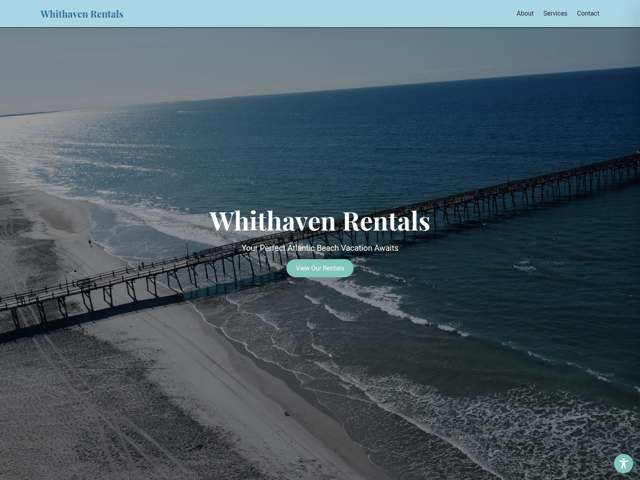 Whithaven Rentals
About Services Contact
Whithaven Rentals
Your Perfect Atlantic Beach Vacation Awaits
View Our Rentals